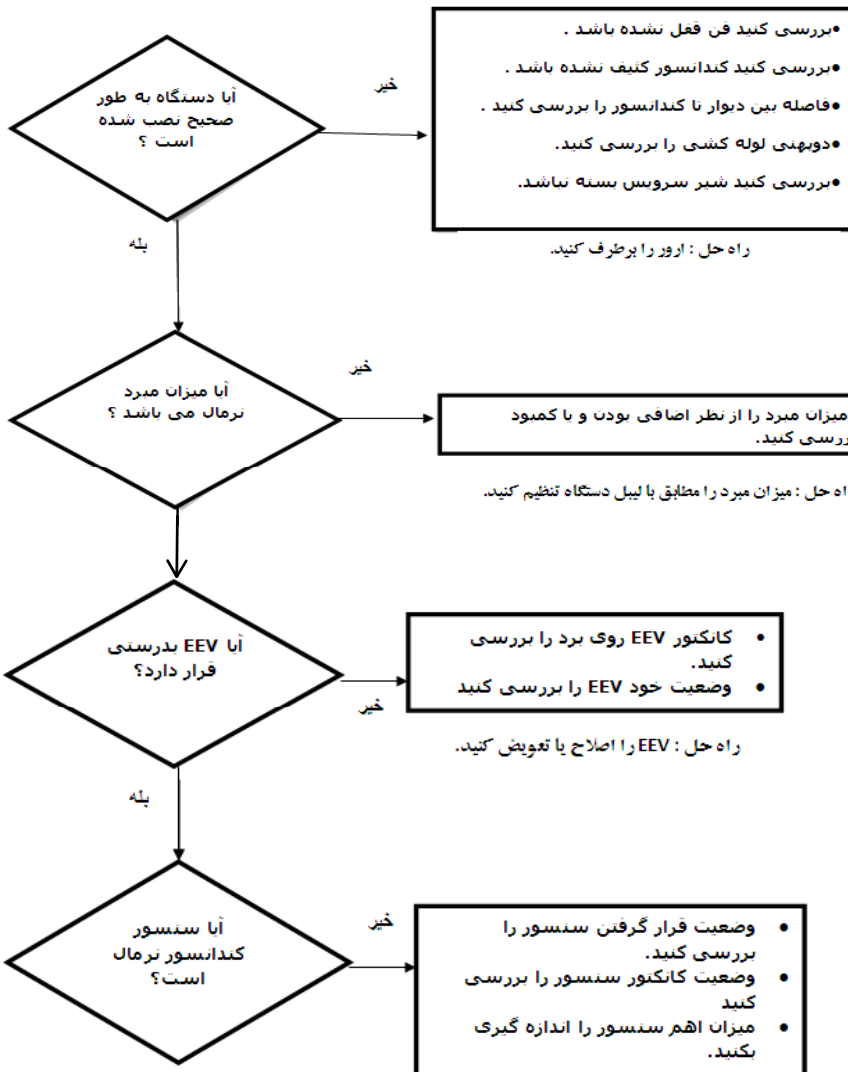 آیا دستگاه به طور
صحیح نصب شده
است ؟
خیر
•بررسی کنید فن قفل نشده باشد .
•بررسی کنید کندانسور کثیف نشده باشد .
•فاصله بین دیوار تا کندانسور را بررسی کنید .
•دوپهنی لوله کشی را بررسی کنید.
•بررسی کنید شیر سرویس بسته نباشد.
راه حل : ارور را برطرف کنید.
بله
آیا میزان مبرد
نرمال می باشد ؟
خیر
میزان مبرد را از نظر اضافی بودن و یا کمبود
بررسی کنید.
راه حل : میزان مبرد را مطابق با لیبل دستگاه تنظیم کنید.
آیا EEV بدرستی
قرار دارد؟
خیر
• کانکتور EEV روی برد را بررسی
کنید.
• وضعیت خود EEV را بررسی کنید
راه حل : EEV را اصلاح یا تعویض کنید.
بله
آیا سنسور
کندانسور نرمال
است؟
خیر
• وضعیت قرار گرفتن سنسور را
بررسی کنید.
• وضعیت کانکتور سنسور را بررسی
کنید
• میزان اهم سنسور را اندازه گیری
بکنید.